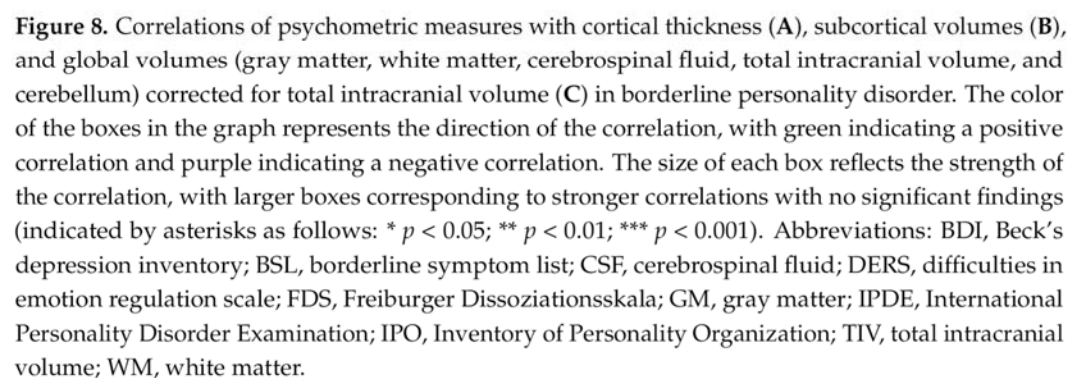 Figure 8. Correlations of psychometric measures with cortical thickness (A), subcortical volumes (B),
and global volumes (gray matter, white matter, cerebrospinal fluid, total intracranial volume, and
cerebellum) corrected for total intracranial volume (C) in borderline personality disorder. The color
of the boxes in the graph represents the direction of the correlation, with green indicating a positive
correlation and purple indicating a negative correlation. The size of each box reflects the strength of
the correlation, with larger boxes corresponding to stronger correlations with no significant findings
(indicated by asterisks as follows: * p < 0.05; ** p < 0.01; *** p < 0.001). Abbreviations: BDI, Beck's
depression inventory; BSL, borderline symptom list; CSF, cerebrospinal fluid; DERS, difficulties in
emotion regulation scale; FDS, Freiburger Dissoziationsskala; GM, gray matter; IPDE, International
Personality Disorder Examination; IPO, Inventory of Personality Organization; TIV, total intracranial
volume; WM, white matter.